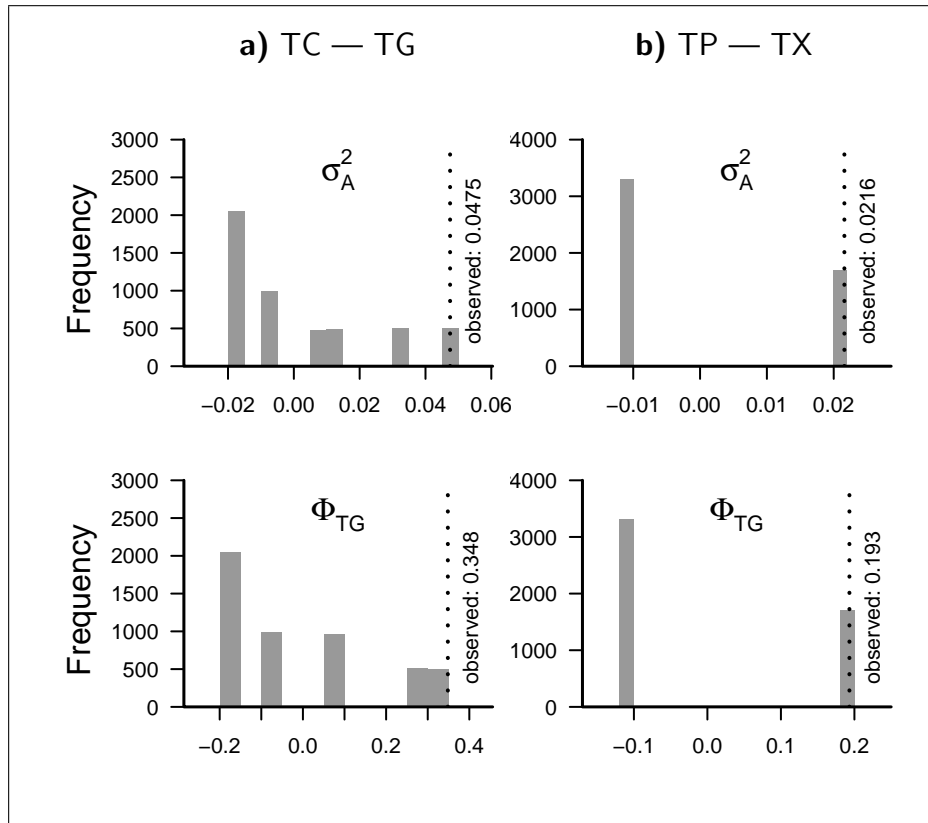 a) TC — TG
b) TP — TX
Frequency
3000
2500
2000
1500
1000
500
0
σ²A
observed: 0.0475
−0.02 0.00 0.02 0.04 0.06
4000
3000
2000
1000
0
σ²A
observed: 0.0216
−0.01 0.00 0.01 0.02
Frequency
3000
2500
2000
1500
1000
500
0
ΦTG
observed: 0.348
−0.2 0.0 0.2 0.4
4000
3000
2000
1000
0
ΦTG
observed: 0.193
−0.1 0.0 0.1 0.2